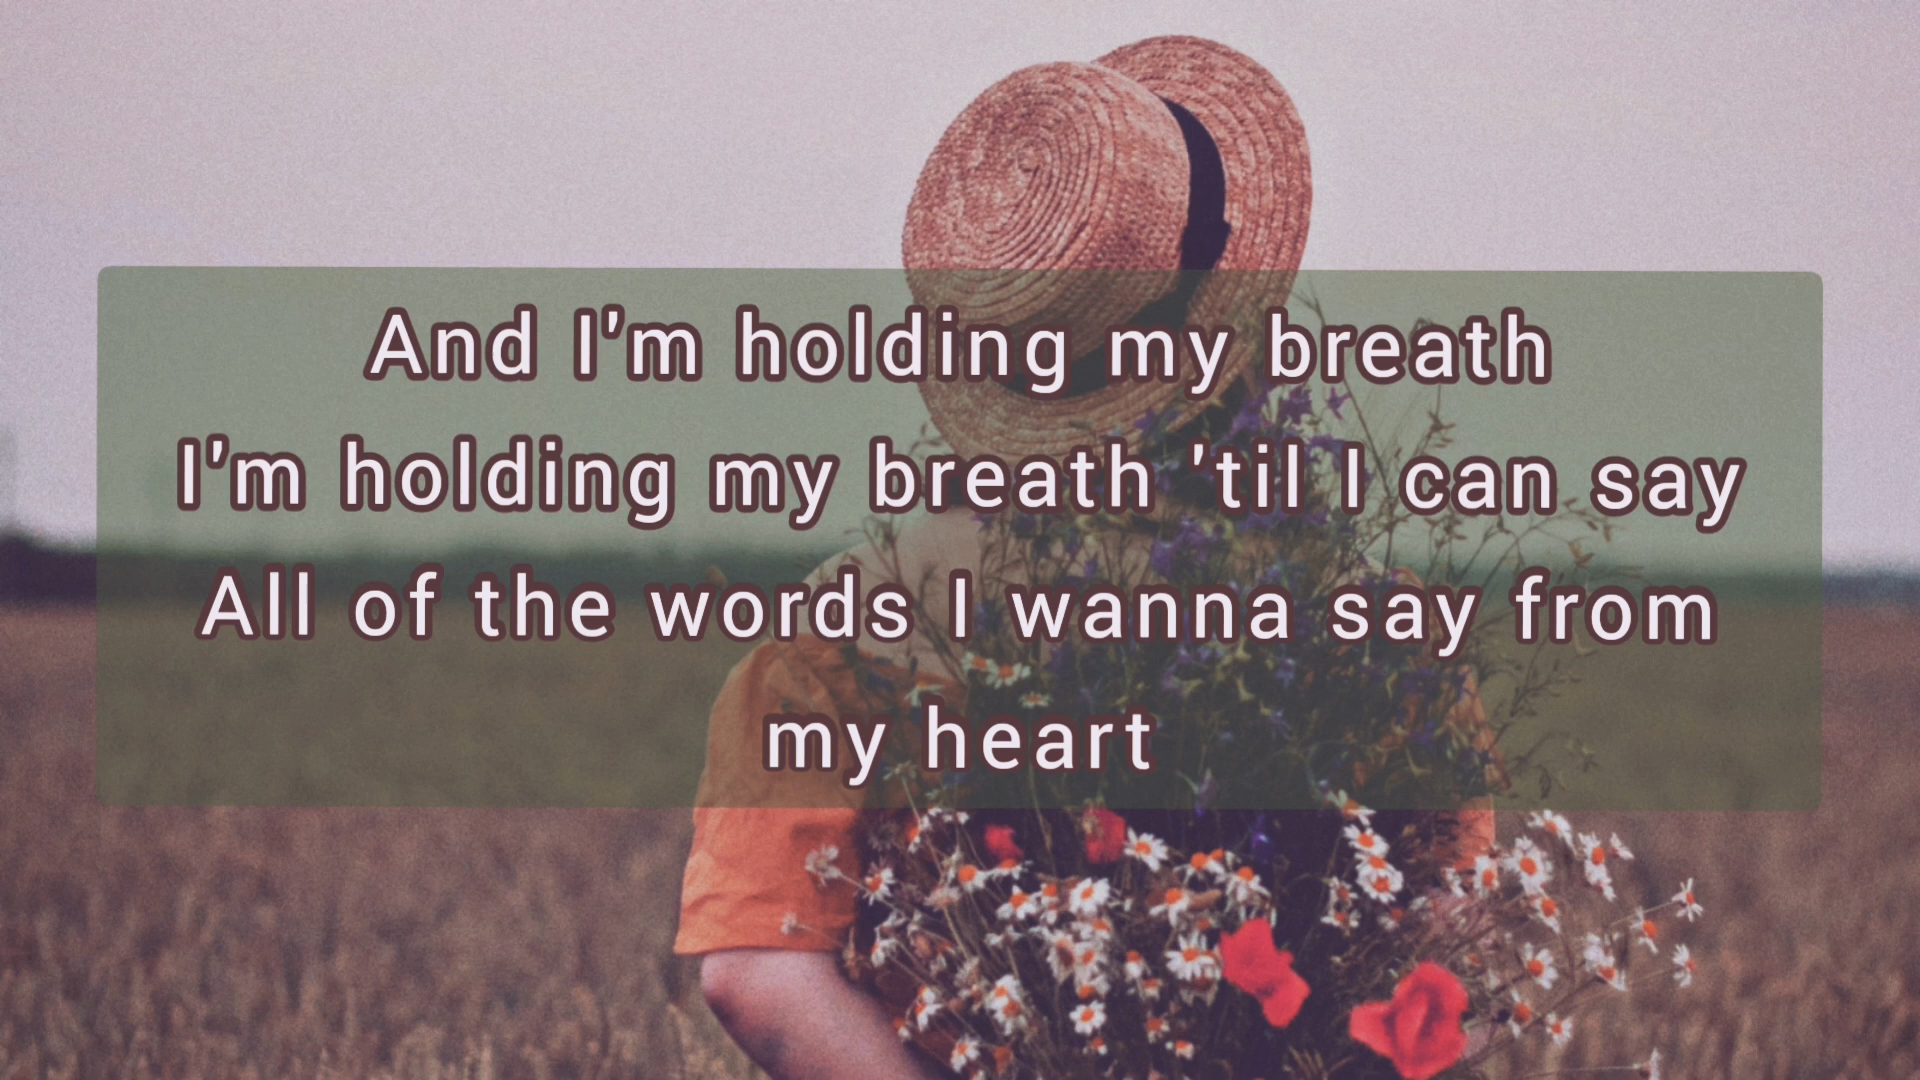 And I'm holding my breath
I'm holding my breath 'til I can say
All of the words I wanna say from
my heart